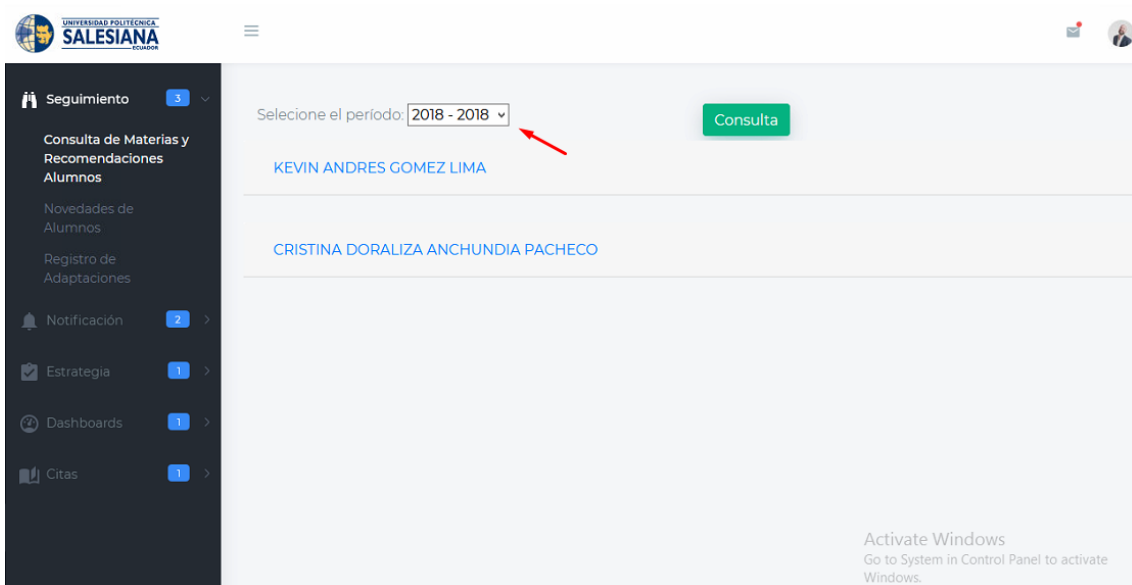 UNIVERSIDAD POLITÉCNICA
SALESIANA
ECUADOR
Seguimiento 3
Consulta de Materias y
Recomendaciones
Alumnos
Novedades de
Alumnos
Registro de
Adaptaciones
Notificación 2
Estrategia 1
Dashboards 1
Citas 1
Selecione el período: 2018 - 2018
Consulta
KEVIN ANDRES GOMEZ LIMA
CRISTINA DORALIZA ANCHUNDIA PACHECO
Activate Windows
Go to System in Control Panel to activate
Windows.